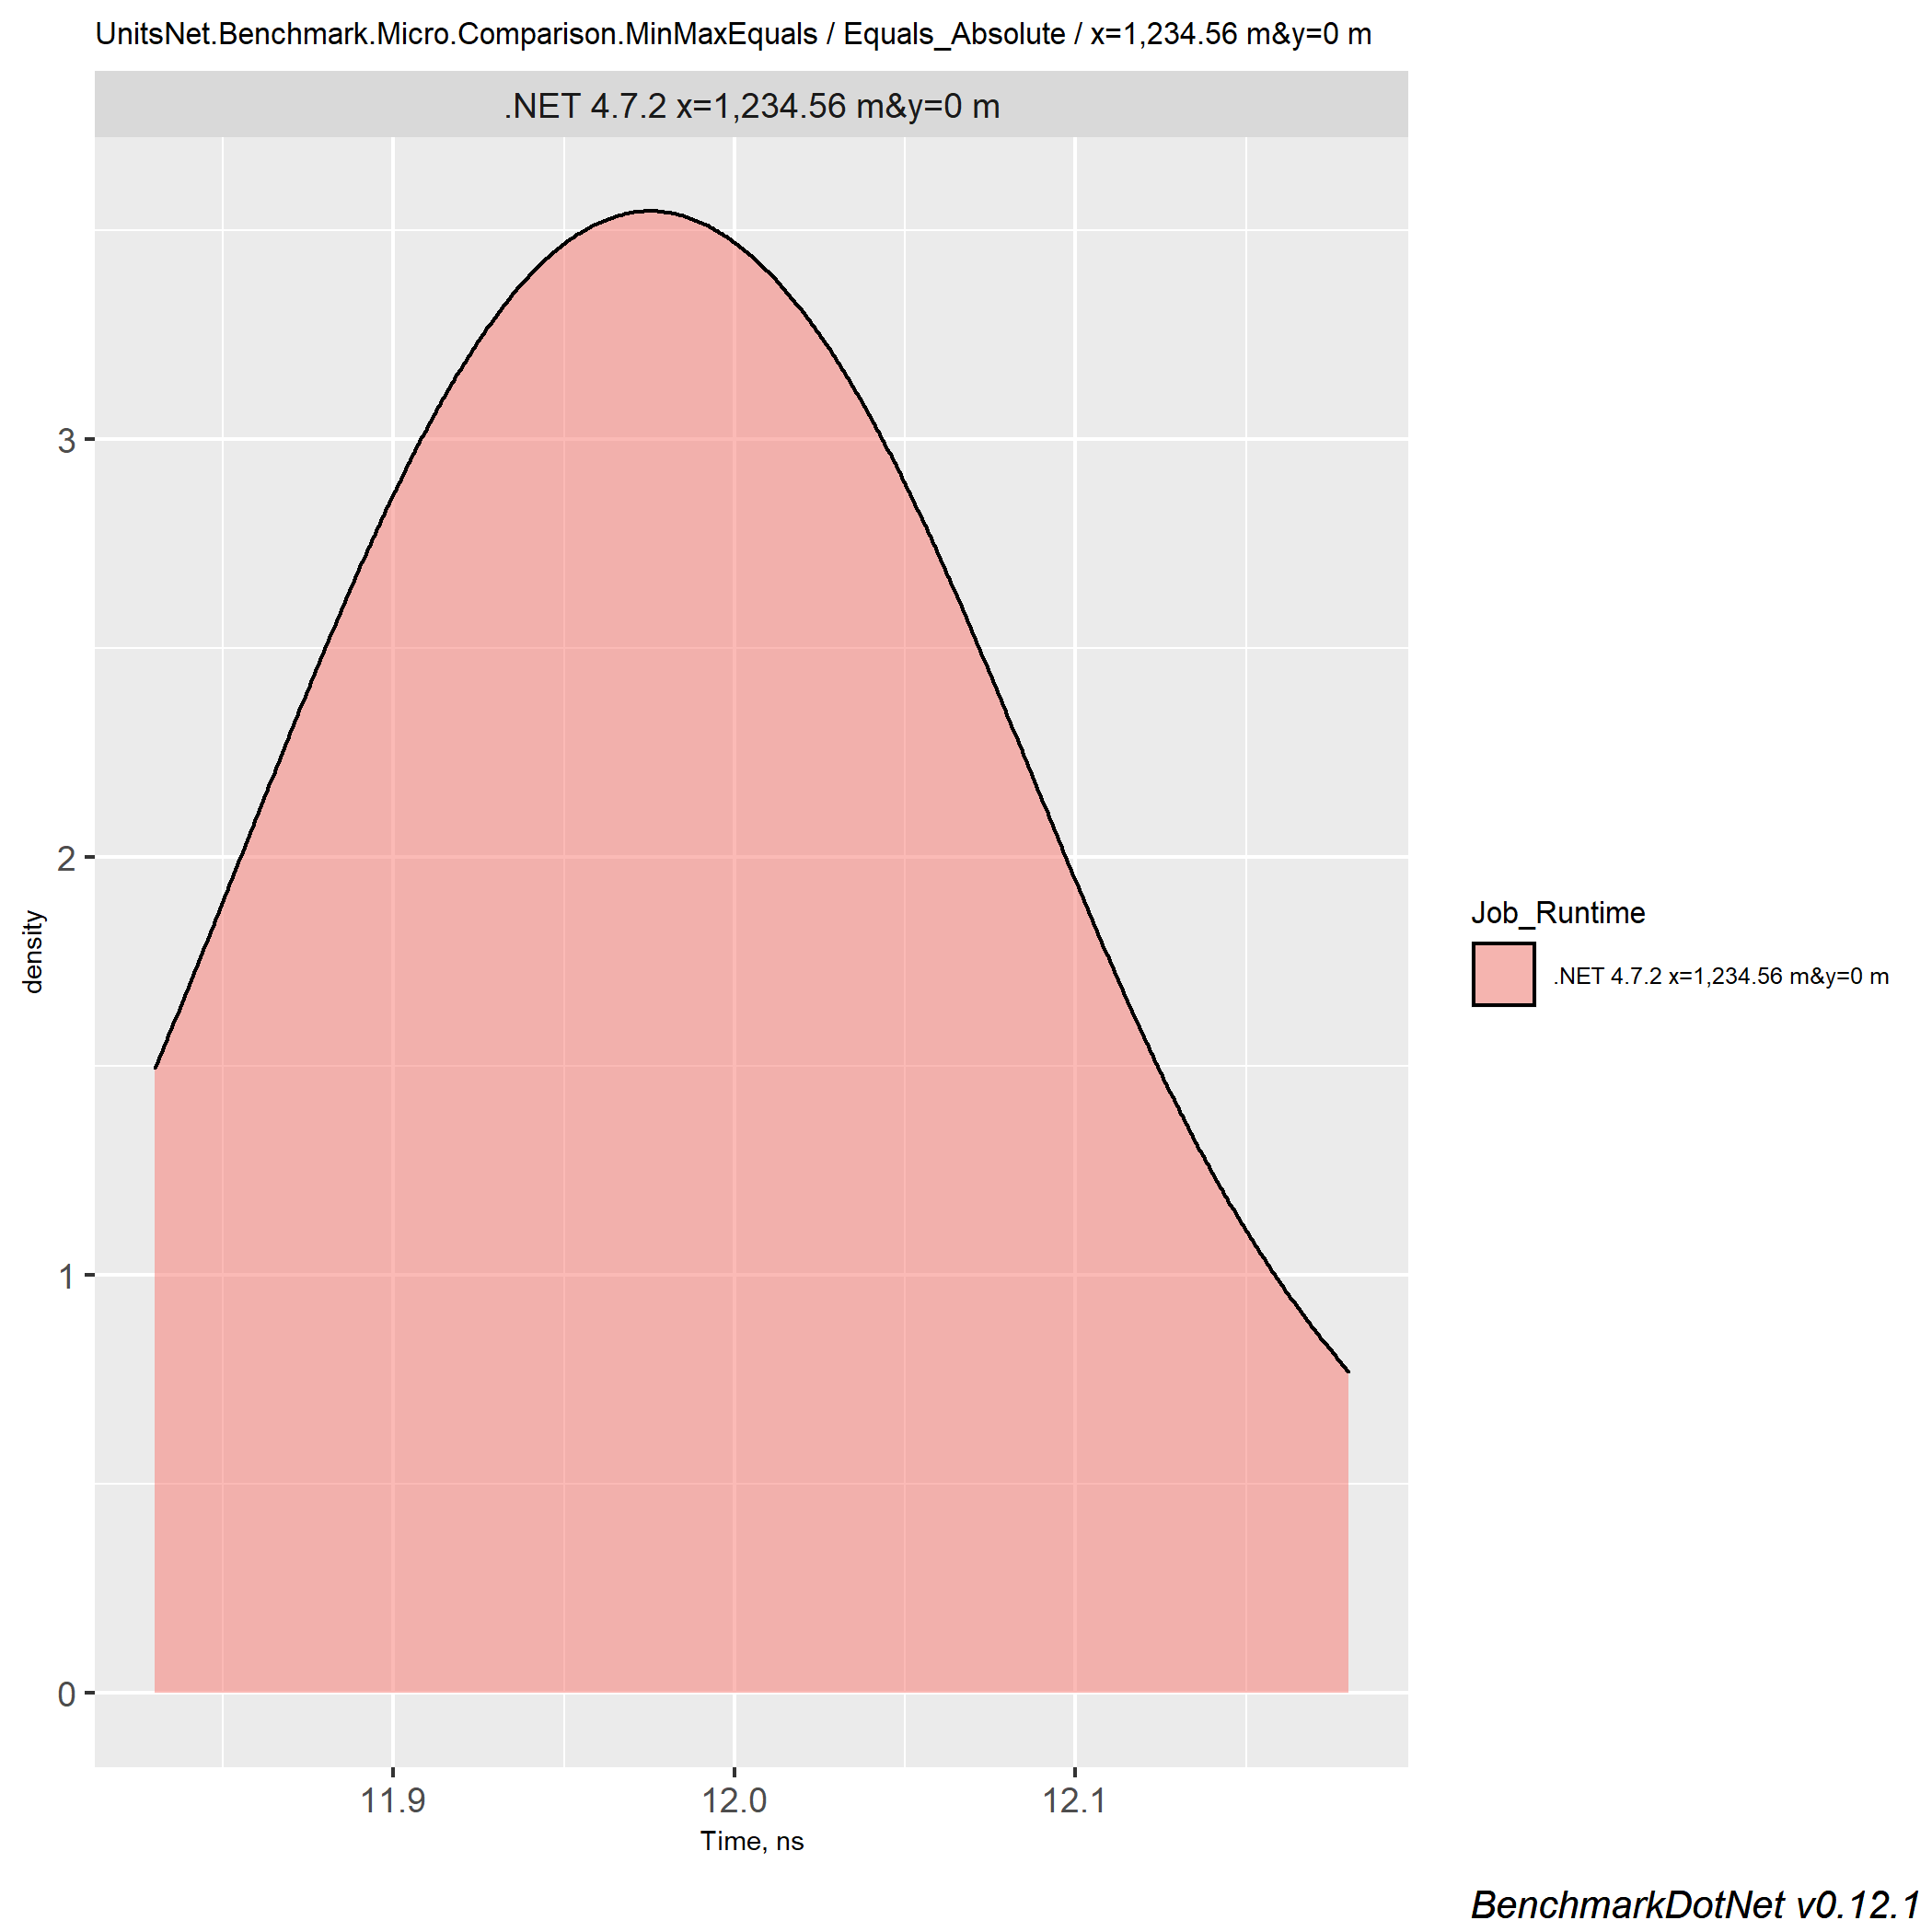 UnitsNet.Benchmark.Micro.Comparison.MinMaxEquals / Equals_Absolute / x=1,234.56 m&y=0 m
.NET 4.7.2 x=1,234.56 m&y=0 m
3
2
1
0
density
11.9 12.0 12.1
Time, ns
Job_Runtime
.NET 4.7.2 x=1,234.56 m&y=0 m
BenchmarkDotNet v0.12.1